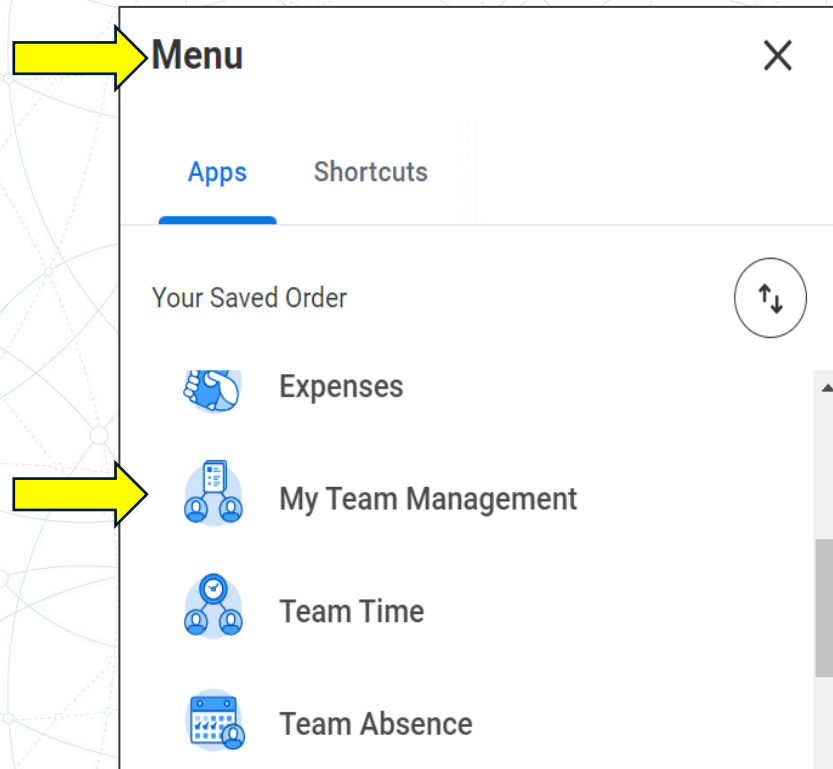 Menu
Apps Shortcuts
Your Saved Order
Expenses
My Team Management
Team Time
Team Absence